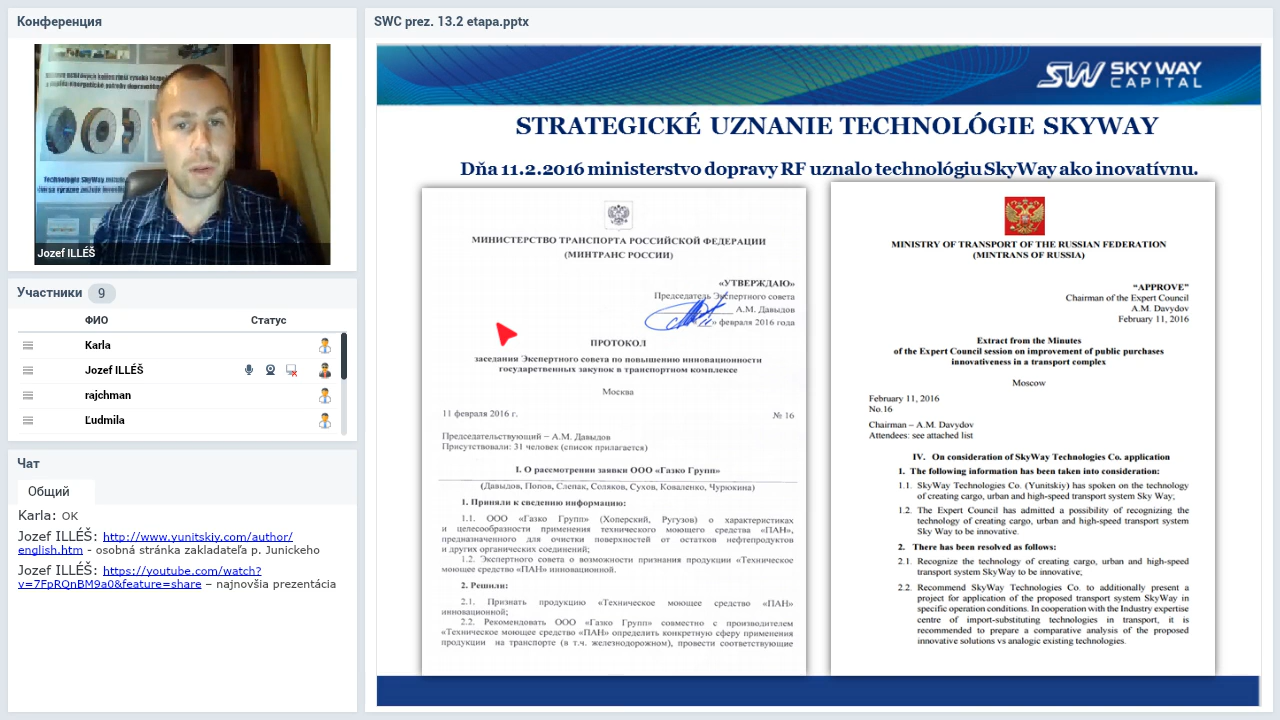 Конференция
Jozef ILLÉŠ
Участники 9
ФИО Статус
Karla
Jozef ILLÉŠ
rajchman
Ľudmila
Чат
Общий
Karla: OK
Jozef ILLÉŠ: http://www.yunitskiy.com/author/
english.htm - osobná stránka zakladateľa p. Junickeho
Jozef ILLÉŠ: https://youtube.com/watch?
v=7FpRQnBM9a0&feature=share – najnovšia prezentácia
SWC prez. 13.2 etapa.pptx
SW SKY WAY
CAPITAL
STRATEGICKÉ UZNANIE TECHNOLÓGIE SKYWAY
Dňa 11.2.2016 ministerstvo dopravy RF uznalo technológiu SkyWay ako inovatívnu.
МИНИСТЕРСТВО ТРАНСПОРТА РОССИЙСКОЙ ФЕДЕРАЦИИ
(МИНТРАНС РОССИИ)
«УТВЕРЖДАЮ»
Председатель Экспертного совета
А.М. Давыдов
февраля 2016 года
ПРОТОКОЛ
заседания Экспертного совета по повышению инновационности
государственных закупок в транспортном комплексе
Москва
11 февраля 2016 г. № 16
Председательствующий – А.М. Давыдов
Присутствовали: 31 человек (список прилагается)
I. О рассмотрении заявки ООО «Газко Групп»
(Давыдов, Попов, Слепак, Соляков, Сухов, Коваленко, Чурюкина)
1. Приняли к сведению информацию:
1.1. ООО «Газко Групп» (Хоперский, Ругузов) о характеристиках
и целесообразности применения технического моющего средства «ПАН»,
предназначенного для очистки поверхностей от остатков нефтепродуктов
и других органических соединений;
1.2. Экспертного совета о возможности признания продукции «Техническое
моющее средство «ПАН» инновационной.
2. Решили:
2.1. Признать продукцию «Техническое моющее средство «ПАН»
инновационной;
2.2. Рекомендовать ООО «Газко Групп» совместно с производителем
«Техническое моющее средство «ПАН» определить конкретную сферу применения
продукции на транспорте (в т.ч. железнодорожном), провести соответствующие
MINISTRY OF TRANSPORT OF THE RUSSIAN FEDERATION
(MINTRANS OF RUSSIA)
“APPROVE”
Chairman of the Expert Council
A.M. Davydov
February 11, 2016
Extract from the Minutes
of the Expert Council session on improvement of public purchases
innovativeness in a transport complex
Moscow
February 11, 2016
No.16
Chairman – A.M. Davydov
Attendees: see attached list
IV. On consideration of SkyWay Technologies Co. application
1. The following information has been taken into consideration:
1.1. SkyWay Technologies Co. (Yunitskiy) has spoken on the technology
of creating cargo, urban and high-speed transport system Sky Way;
1.2. The Expert Council has admitted a possibility of recognizing the
technology of creating cargo, urban and high-speed transport system
Sky Way to be innovative.
2. There has been resolved as follows:
2.1. Recognize the technology of creating cargo, urban and high-speed
transport system SkyWay to be innovative;
2.2. Recommend SkyWay Technologies Co. to additionally present a
project for application of the proposed transport system SkyWay in
specific operation conditions. In cooperation with the Industry expertise
centre of import-substituting technologies in transport, it is
recommended to prepare a comparative analysis of the proposed
innovative solutions vs analogic existing technologies.